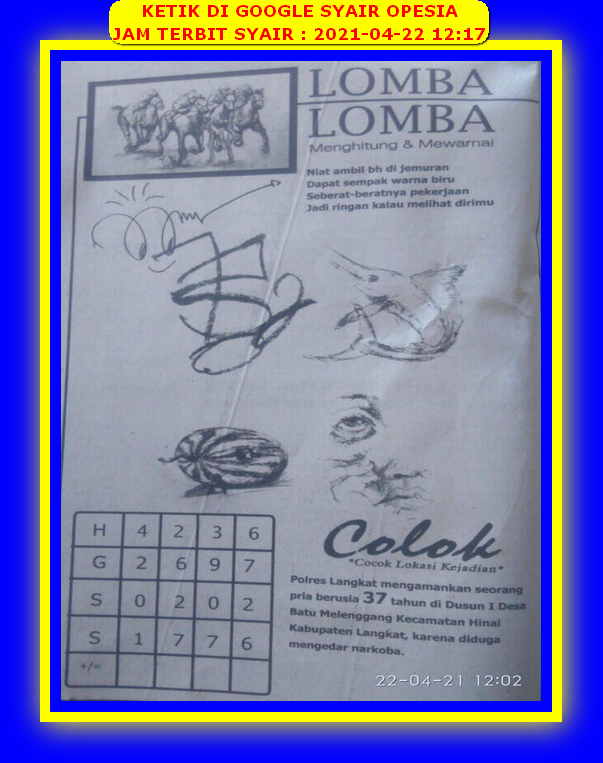 KETIK DI GOOGLE SYAIR OPESIA
JAM TERBIT SYAIR : 2021-04-22 12:17
LOMBA
LOMBA
Menghitung & Mewarnai
Niat ambil bh di jemuran
Dapat sempak warna biru
Seberat-beratnya pekerjaan
Jadi ringan kalau melihat dirimu
H 4 2 3 6
G 2 6 9 7
S 0 2 0 2
S 1 7 7 6
+/=
Colok
"Cocok Lokasi Kejadian"
Polres Langkat mengamankan seorang
pria berusia 37 tahun di Dusun I Desa
Batu Melenggang Kecamatan Hinai
Kabupaten Langkat, karena diduga
mengedar narkoba.
22-04-21 12:02